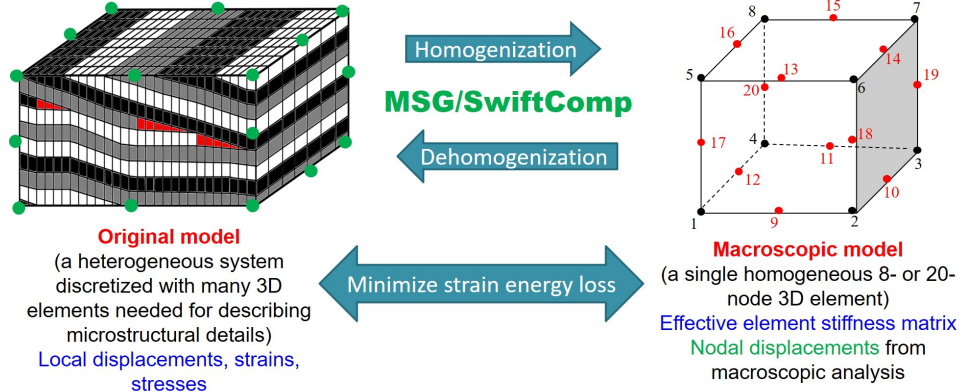 Homogenization
MSG/SwiftComp
Dehomogenization
Minimize strain energy loss
Original model
(a heterogeneous system
discretized with many 3D
elements needed for describing
microstructural details)
Local displacements, strains,
stresses
8
15
7
16
14
5
13
6
20
19
17
4
18
11
3
12
10
1
9
2
Macroscopic model
(a single homogeneous 8- or 20-
node 3D element)
Effective element stiffness matrix
Nodal displacements from
macroscopic analysis